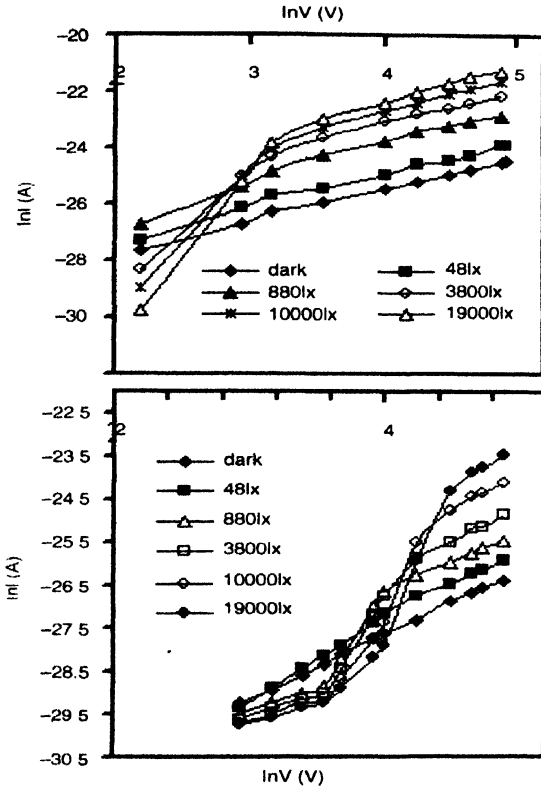 lnV (V)
−20
2 3 4 5
−22
−24
lnI (A)
−26
−28
dark 48lx
880lx 3800lx
−30
10000lx 19000lx
−22 5
2 4
−23 5
dark
−24 5
48lx
880lx
−25 5
3800lx
lnI (A)
−26 5
10000lx
19000lx
−27 5
−28 5
−29 5
−30 5
lnV (V)